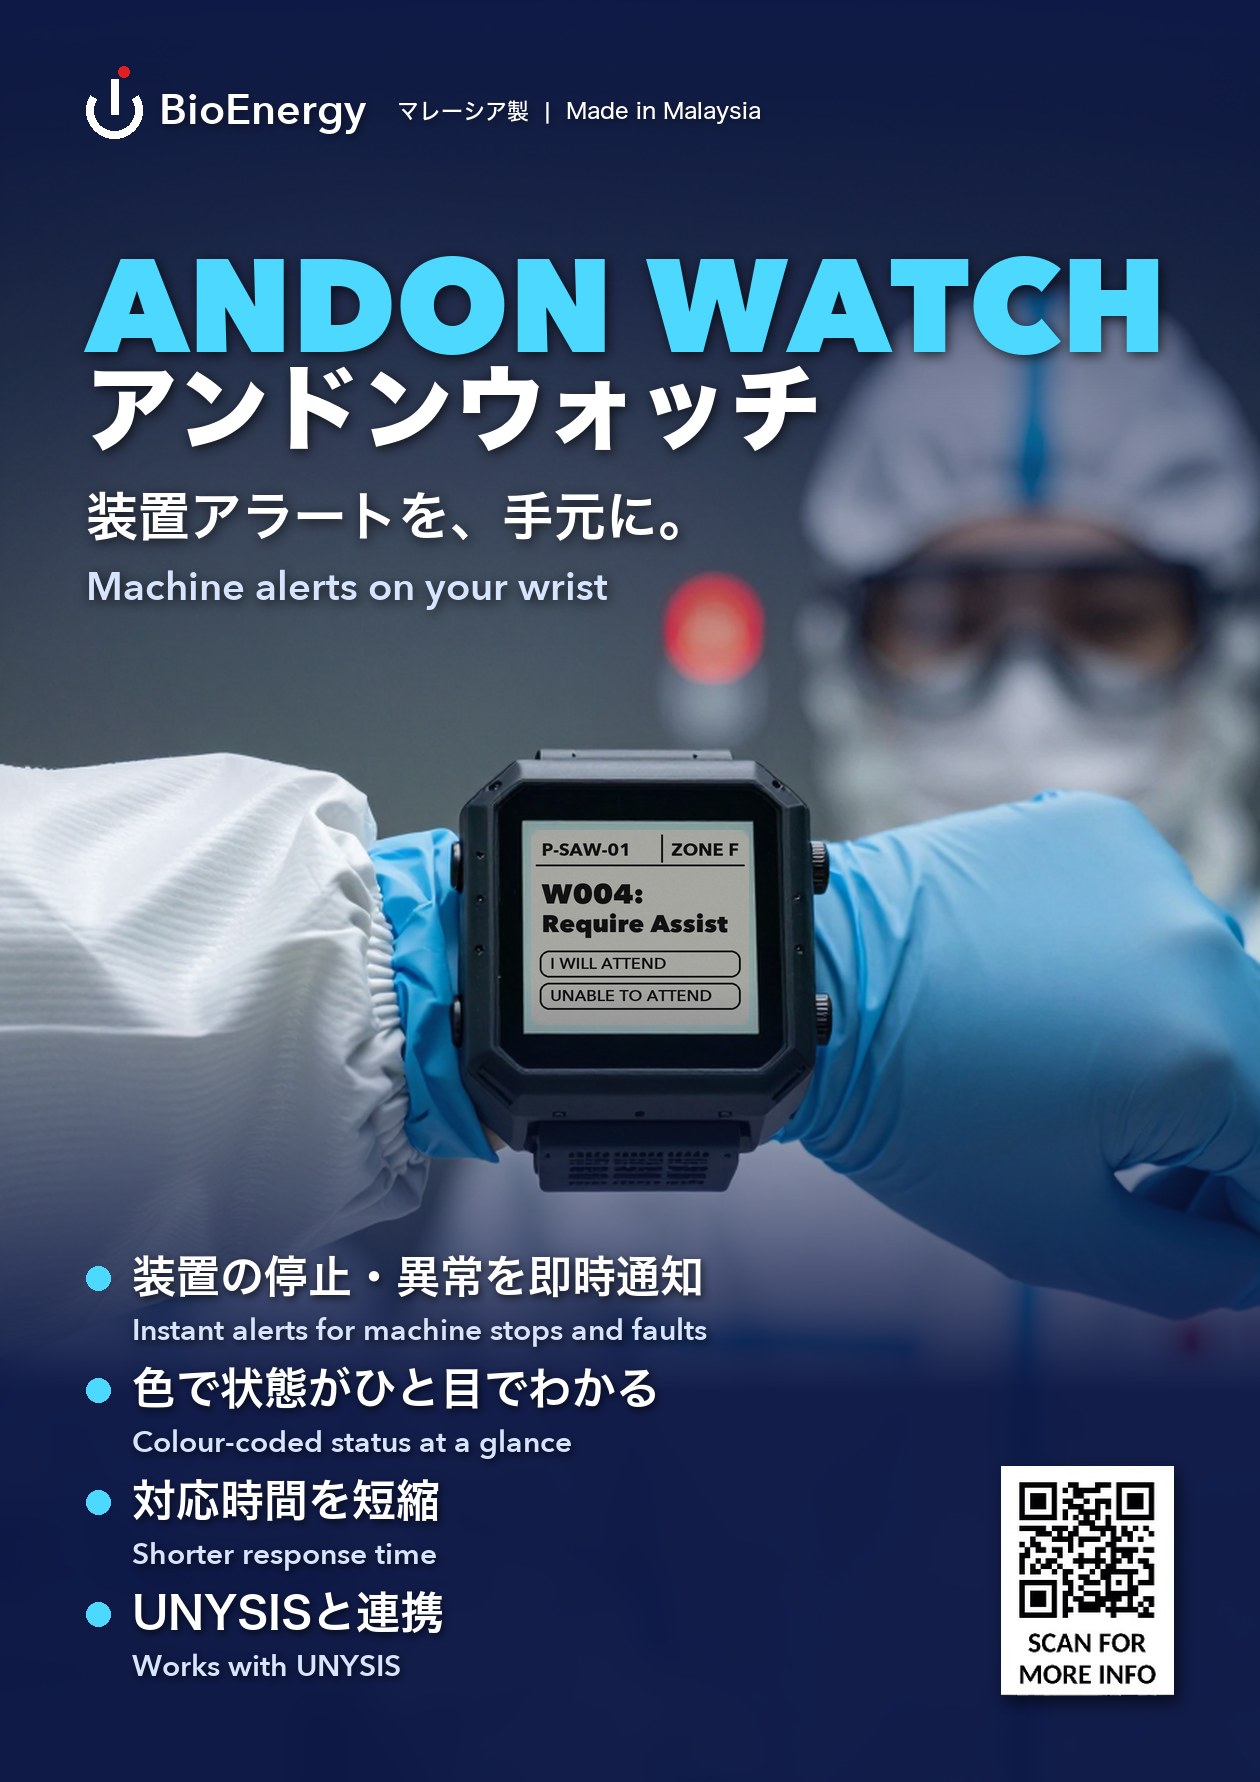 BioEnergy マレーシア製 | Made in Malaysia
ANDON WATCH
アンドンウォッチ
装置アラートを、手元に。
Machine alerts on your wrist
P-SAW-01 | ZONE F
W004:
Require Assist
I WILL ATTEND
UNABLE TO ATTEND
装置の停止・異常を即時通知
Instant alerts for machine stops and faults
色で状態がひと目でわかる
Colour-coded status at a glance
対応時間を短縮
Shorter response time
UNYSISと連携
Works with UNYSIS
SCAN FOR
MORE INFO